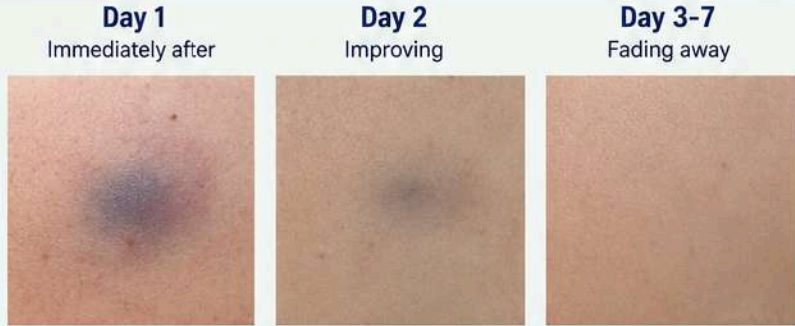 Day 1
Immediately after
Day 2
Improving
Day 3-7
Fading away